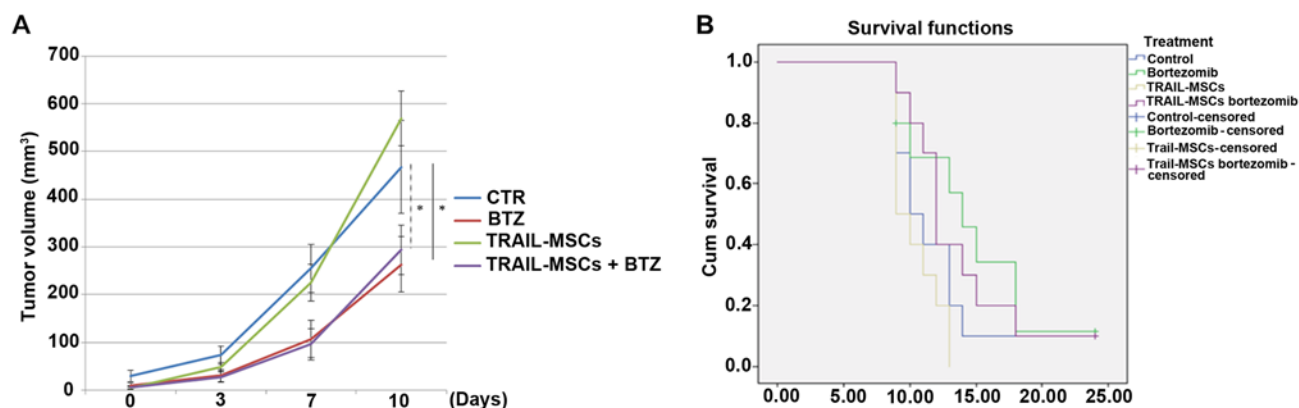 A
Tumor volume (mm³)
700
600
500
400
300
200
100
0
0 3 7 10 (Days)
*
*
CTR
BTZ
TRAIL-MSCs
TRAIL-MSCs + BTZ
B
Survival functions
Cum survival
1.0
0.8
0.6
0.4
0.2
0.0
0.00 5.00 10.00 15.00 20.00 25.00
Treatment
Control
Bortezomib
TRAIL-MSCs
TRAIL-MSCs bortezomib
Control-censored
Bortezomib-censored
Trail-MSCs-censored
Trail-MSCs bortezomib-
censored